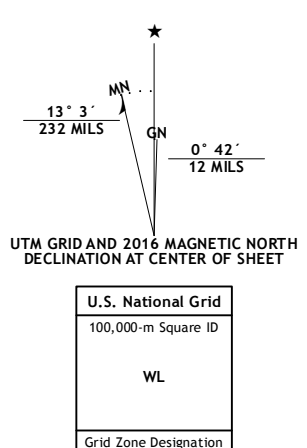 ★
MN
13° 3´
232 MILS
GN
0° 42´
12 MILS
UTM GRID AND 2016 MAGNETIC NORTH
DECLINATION AT CENTER OF SHEET
U.S. National Grid
100,000-m Square ID
WL
Grid Zone Designation